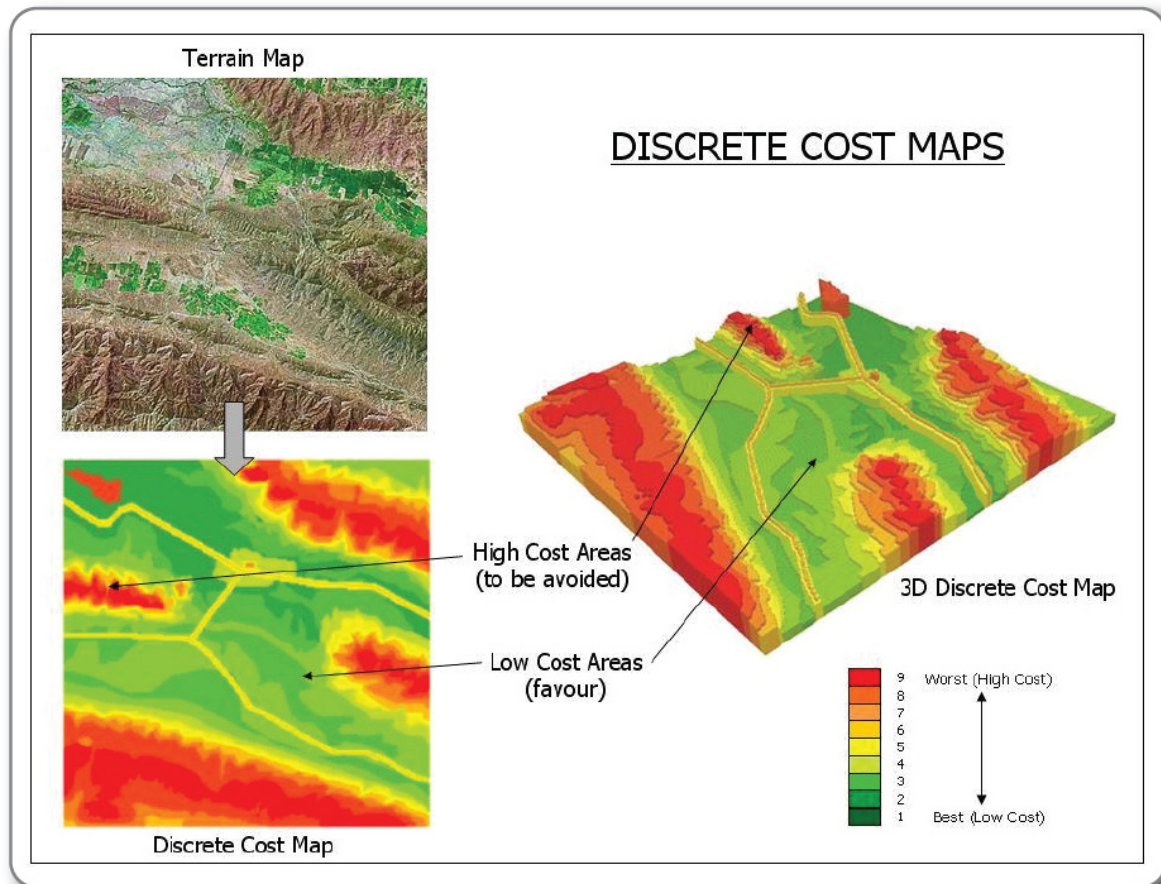 Terrain Map
DISCRETE COST MAPS
High Cost Areas
(to be avoided)
3D Discrete Cost Map
Low Cost Areas
(favour)
9 Worst (High Cost)
8
7
6
5
4
3
2
1 Best (Low Cost)
Discrete Cost Map